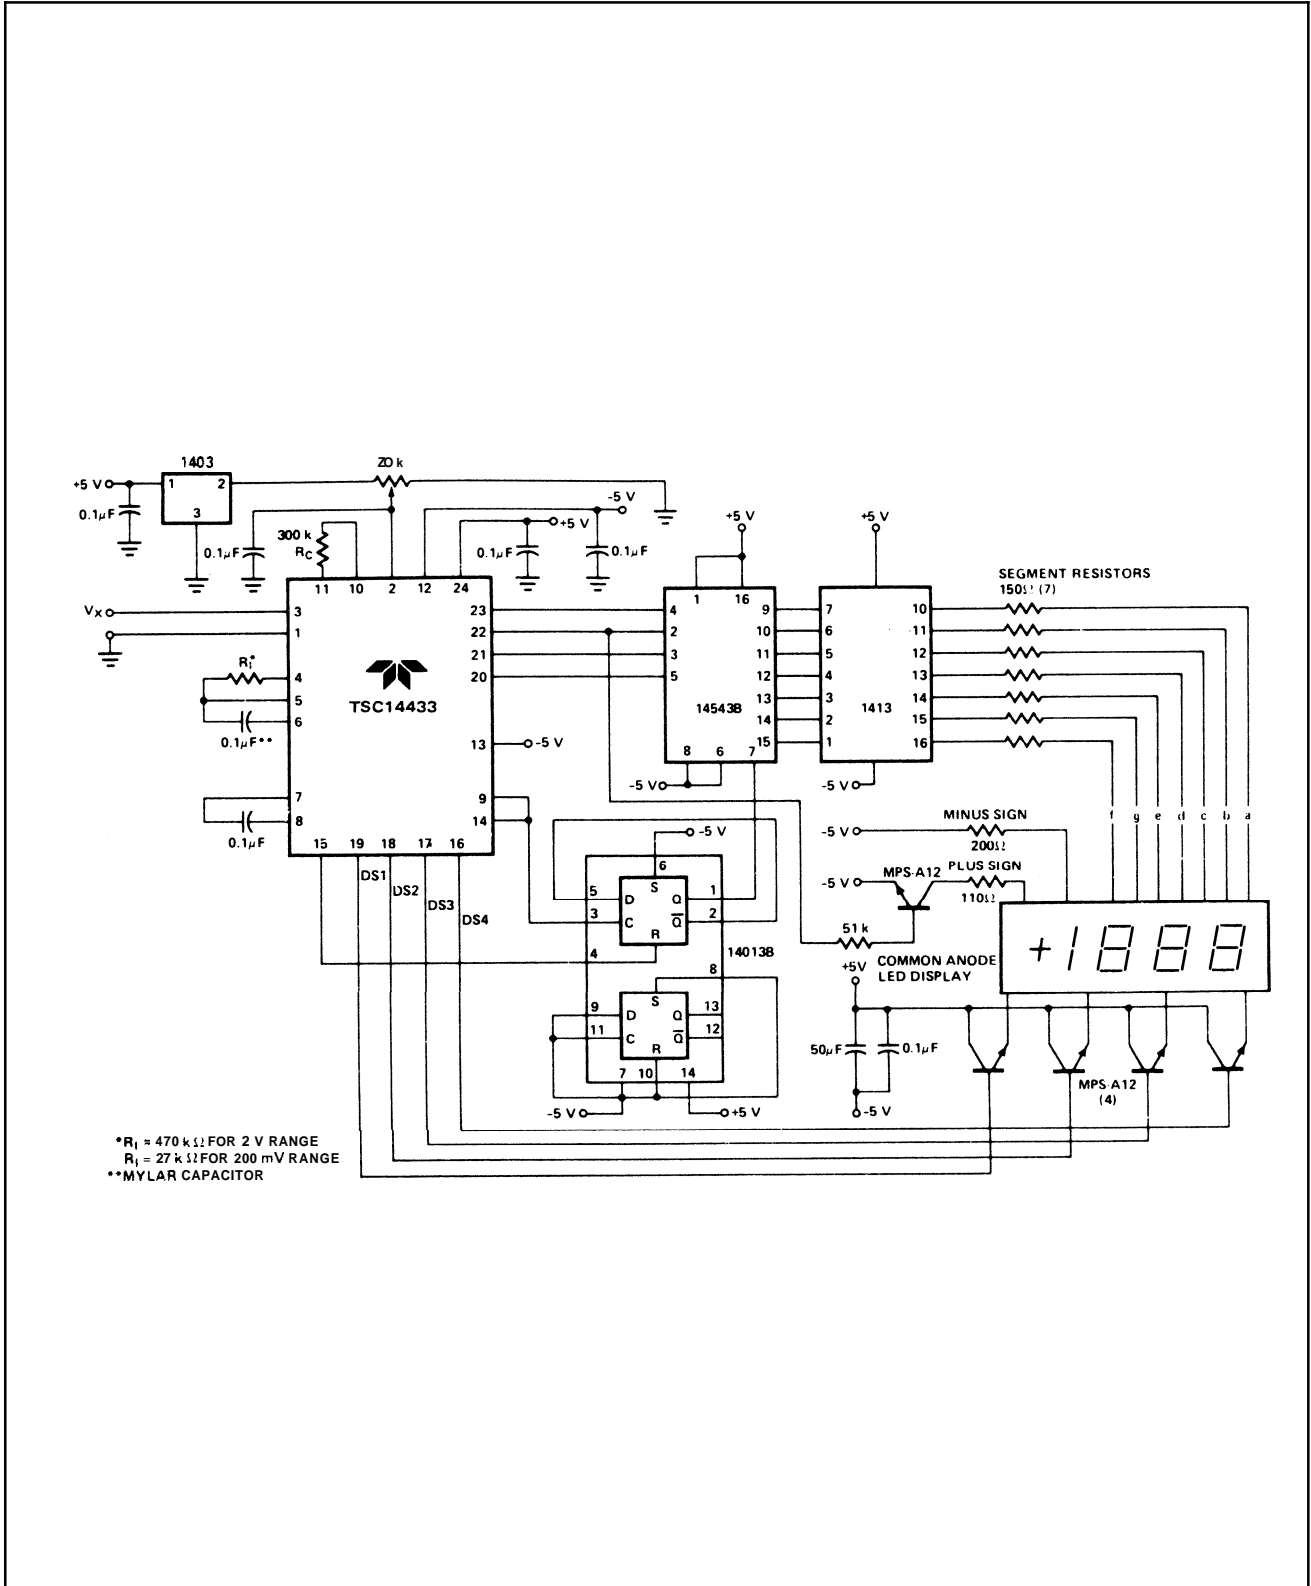 1403
Z0 k
+5 V
1 2
3
0.1µF
-5 V
+5 V
0.1µF
300 k
RC
0.1µF
0.1µF
+5 V
+5 V
11 10 2 12 24
SEGMENT RESISTORS
150Ω (7)
VX
3
1
23
22
21
20
4
2
3
5
1
16
9
10
11
12
13
14
15
7
6
5
4
3
2
1
10
11
12
13
14
15
16
Ri*
4
5
6
0.1µF**
TSC14433
14543B
1413
13
-5 V
8 6 7
-5 V
-5 V
7
8
0.1µF
9
14
15 19 18 17 16
DS1
DS2
DS3
DS4
-5 V
6
5
3
4
S
D
C
R
Q
Q
1
2
14013B
8
9
11
S
D
C
R
Q
Q
13
12
7 10 14
-5 V
+5 V
f g e d c b a
MINUS SIGN
-5 V
200Ω
MPS-A12
PLUS SIGN
-5 V
110Ω
51 k
COMMON ANODE
LED DISPLAY
+1888
+5V
50µF
0.1µF
-5 V
MPS-A12
(4)
*RI = 470 k Ω FOR 2 V RANGE
RI = 27 k Ω FOR 200 mV RANGE
**MYLAR CAPACITOR